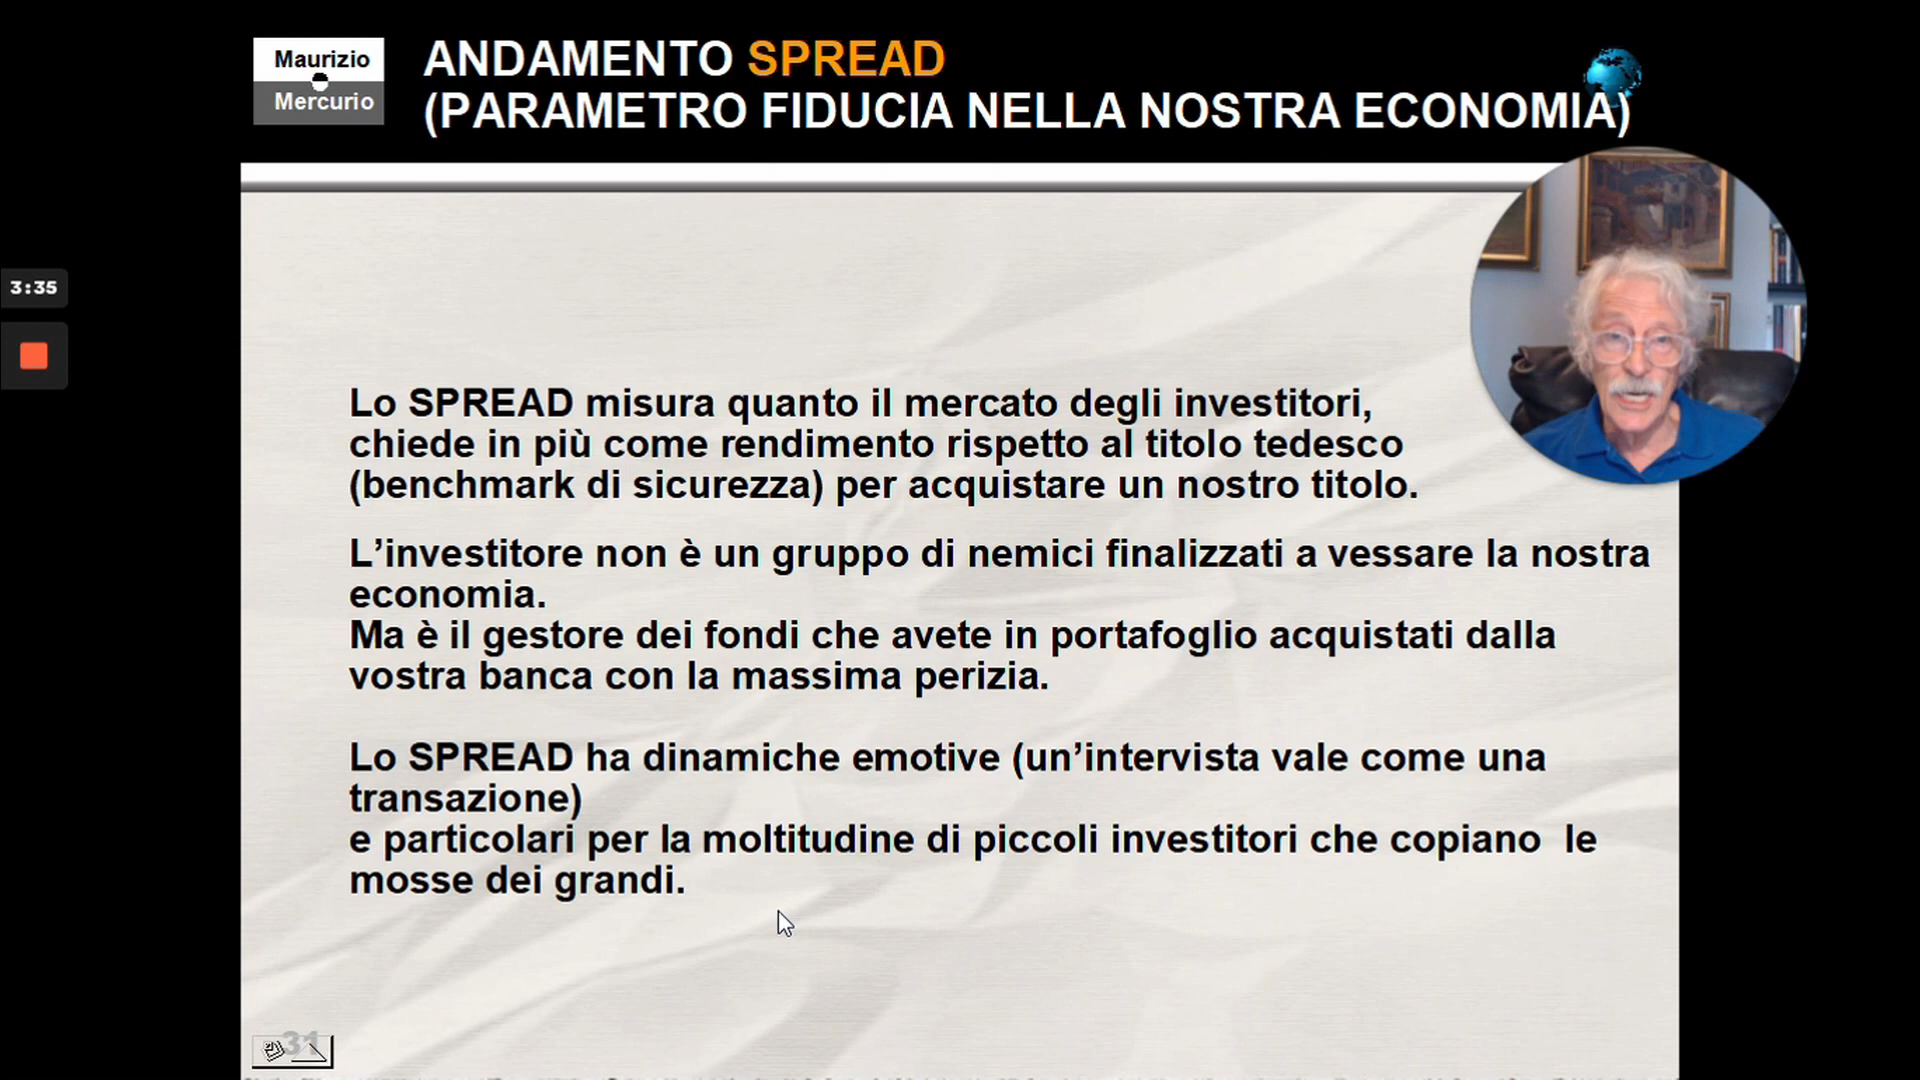 Maurizio
Mercurio
ANDAMENTO SPREAD
(PARAMETRO FIDUCIA NELLA NOSTRA ECONOMIA)
3:35
Lo SPREAD misura quanto il mercato degli investitori,
chiede in più come rendimento rispetto al titolo tedesco
(benchmark di sicurezza) per acquistare un nostro titolo.
L’investitore non è un gruppo di nemici finalizzati a vessare la nostra
economia.
Ma è il gestore dei fondi che avete in portafoglio acquistati dalla
vostra banca con la massima perizia.
Lo SPREAD ha dinamiche emotive (un’intervista vale come una
transazione)
e particolari per la moltitudine di piccoli investitori che copiano  le
mosse dei grandi.
31